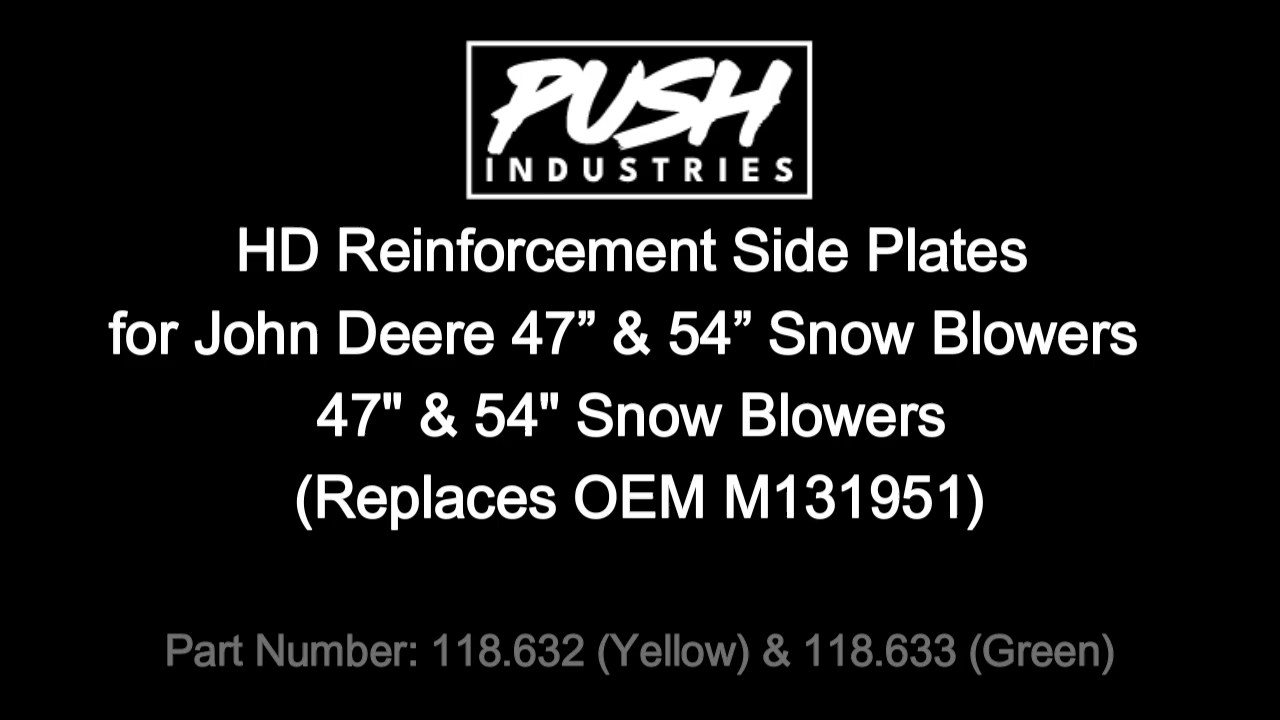 PUSH
INDUSTRIES
HD Reinforcement Side Plates
for John Deere 47” & 54” Snow Blowers
47" & 54" Snow Blowers
(Replaces OEM M131951)
Part Number: 118.632 (Yellow) & 118.633 (Green)